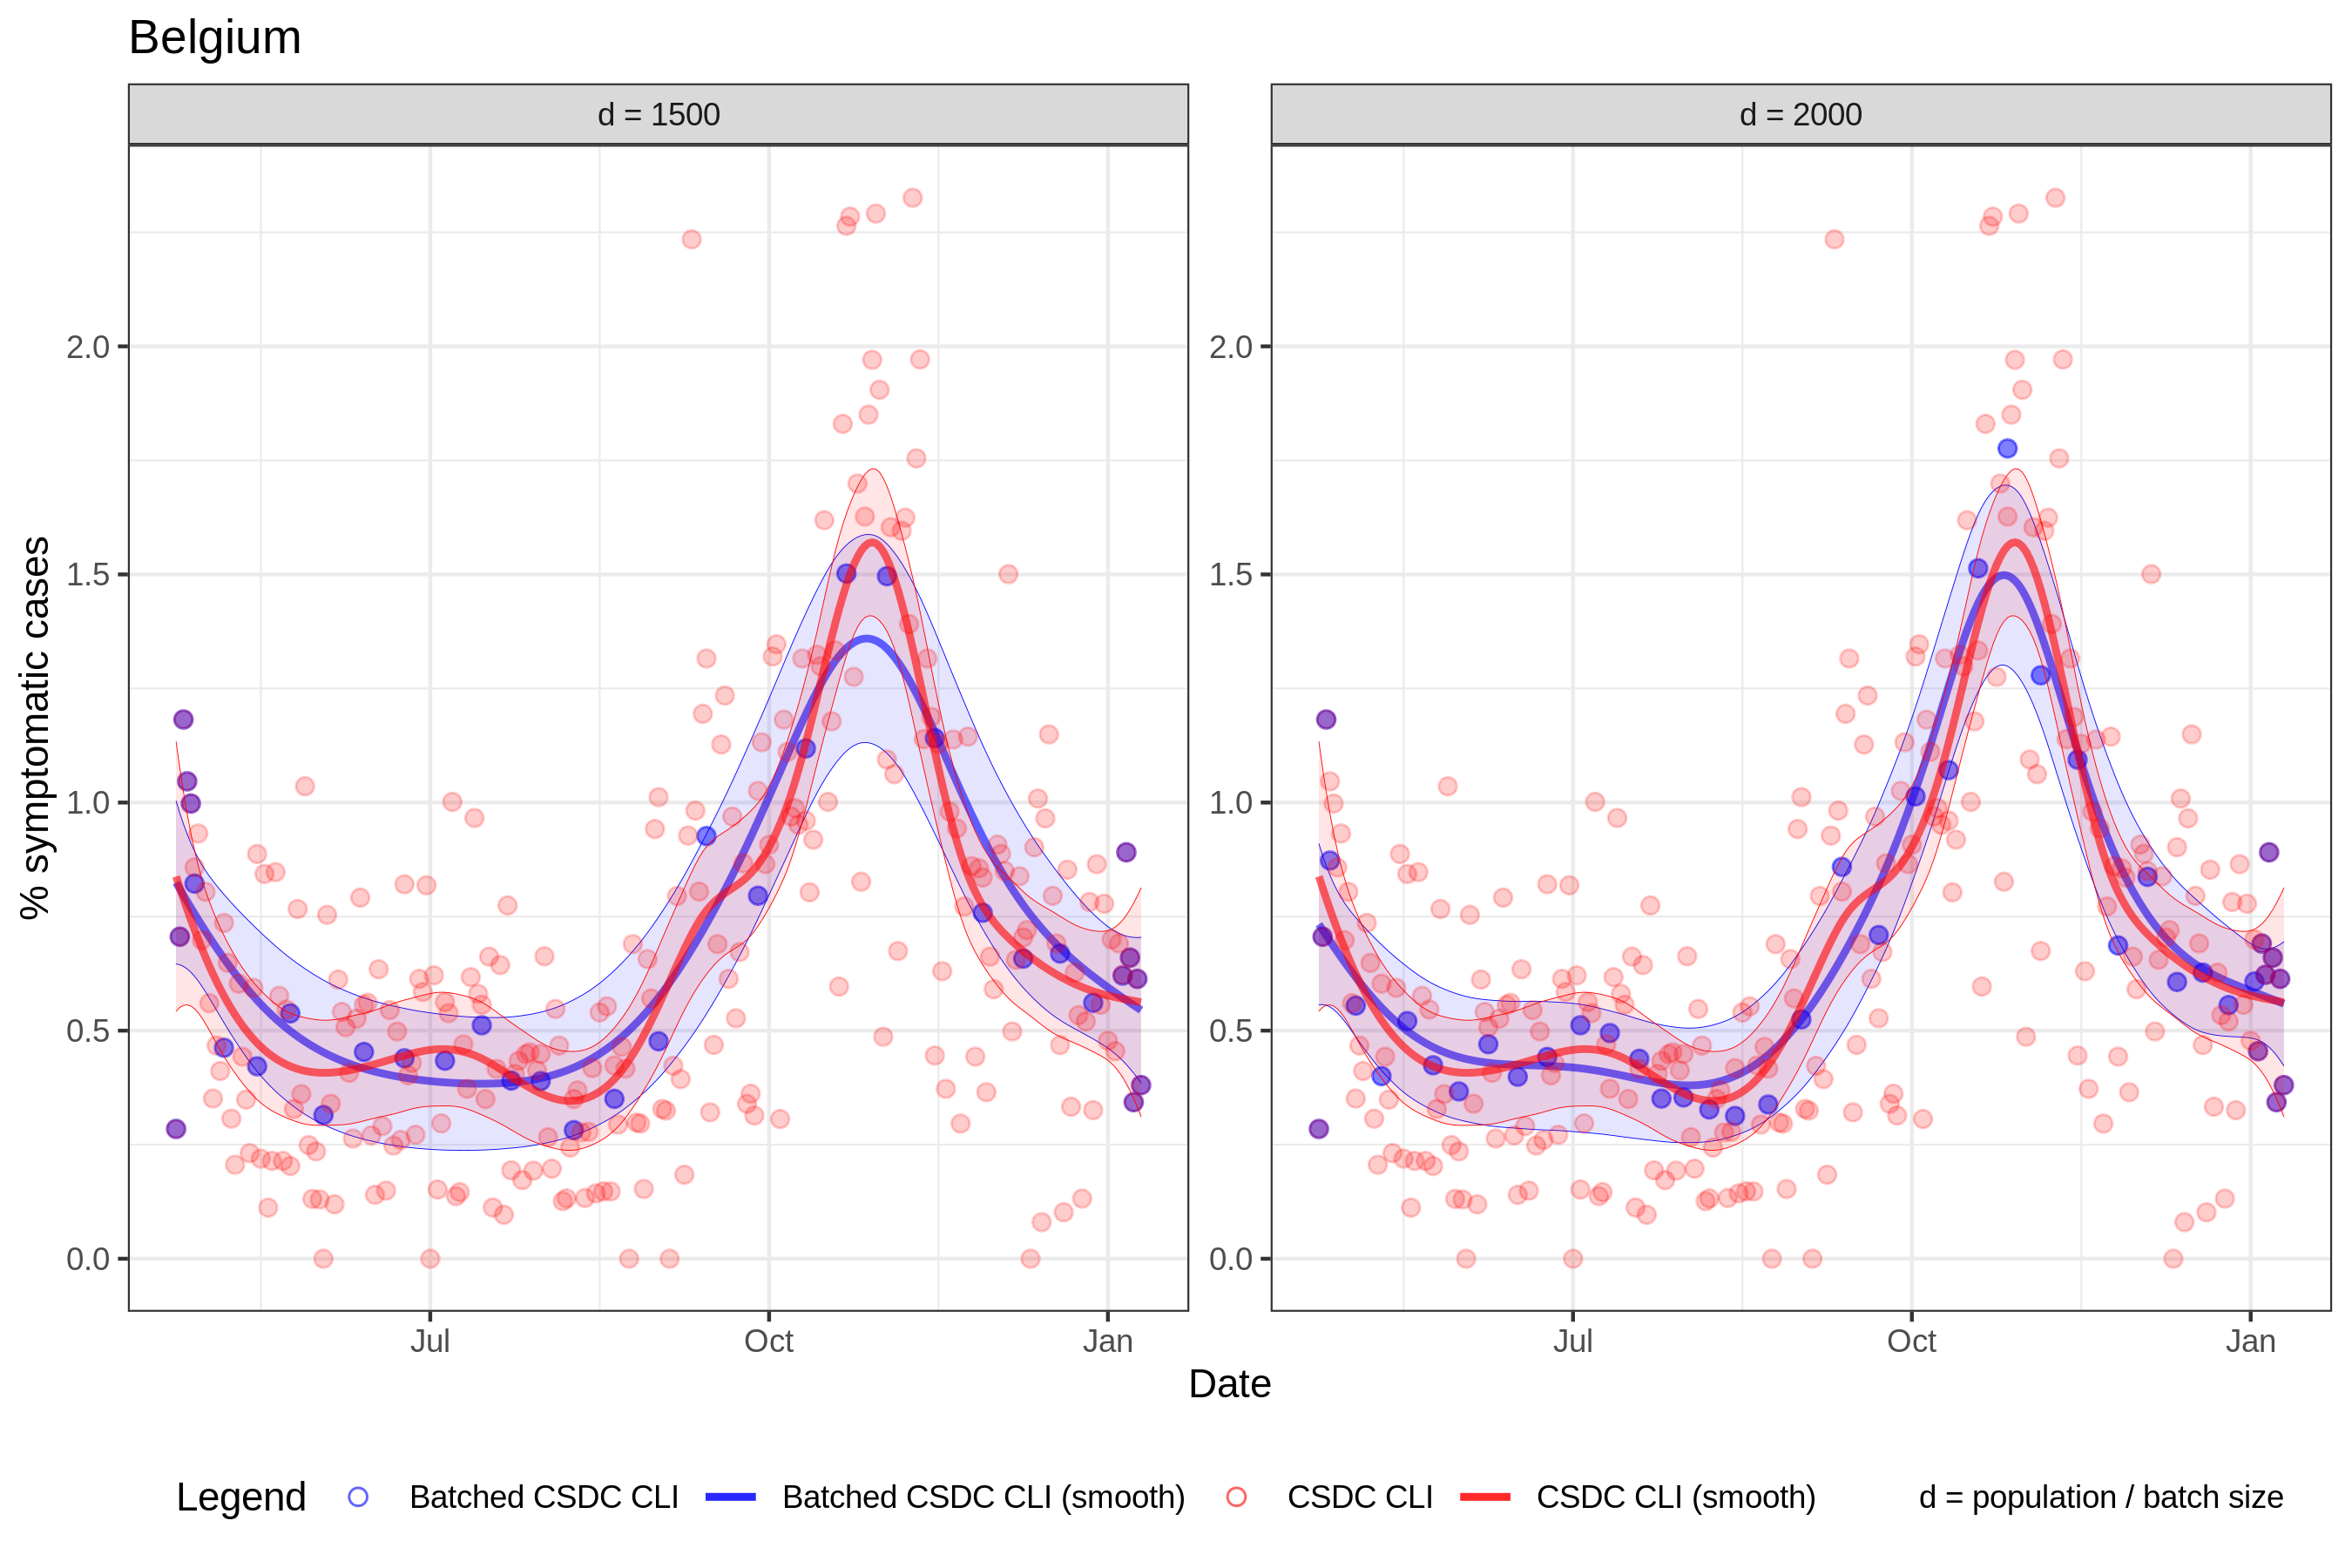 Belgium
d = 1500
d = 2000
% symptomatic cases
2.0
1.5
1.0
0.5
0.0
2.0
1.5
1.0
0.5
0.0
Jul
Oct
Jan
Jul
Oct
Jan
Date
Legend Batched CSDC CLI Batched CSDC CLI (smooth) CSDC CLI CSDC CLI (smooth) d = population / batch size